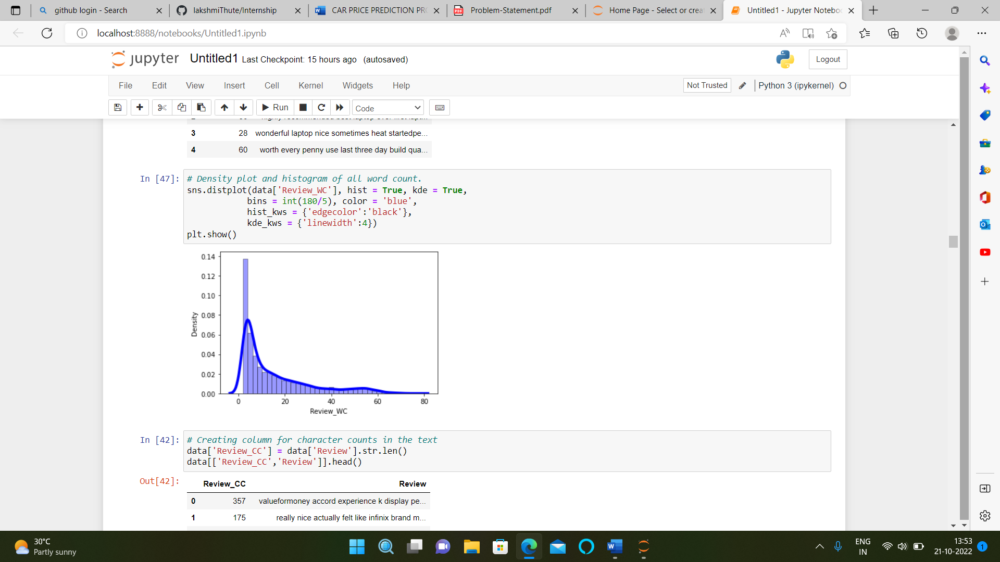 github login - Search
lakshmiThute/Internship
CAR PRICE PREDICTION PRO
Problem-Statement.pdf
Home Page - Select or crea
Untitled1 - Jupyter Noteboo
localhost:8888/notebooks/Untitled1.ipynb
jupyter Untitled1 Last Checkpoint: 15 hours ago (autosaved)
Logout
File Edit View Insert Cell Kernel Widgets Help
Not Trusted
Python 3 (ipykernel)
Run
Code
3 28 wonderful laptop nice sometimes heat startedpe...
4 60 worth every penny use last three day build qua...
In [47]:
# Density plot and histogram of all word count.
sns.distplot(data['Review_WC'], hist = True, kde = True,
bins = int(180/5), color = 'blue',
hist_kws = {'edgecolor':'black'},
kde_kws = {'linewidth':4})
plt.show()
0.14
0.12
0.10
0.08
0.06
0.04
0.02
0.00
Density
0 20 40 60 80
Review_WC
In [42]:
# Creating column for character counts in the text
data['Review_CC'] = data['Review'].str.len()
data[['Review_CC','Review']].head()
Out[42]:
Review_CC Review
0 357 valueformoney accord experience k display pe...
1 175 really nice actually felt like infinix brand m...
30°C
Partly sunny
ENG
IN
13:53
21-10-2022
1